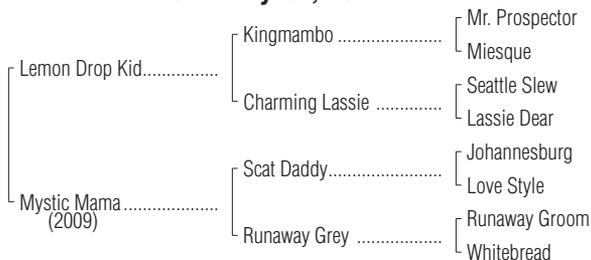 Kingmambo .....................
Mr. Prospector
Miesque
Lemon Drop Kid...............
Charming Lassie ..............
Seattle Slew
Lassie Dear
Scat Daddy......................
Johannesburg
Love Style
Mystic Mama ..................
(2009)
Runaway Grey .................
Runaway Groom
Whitebread